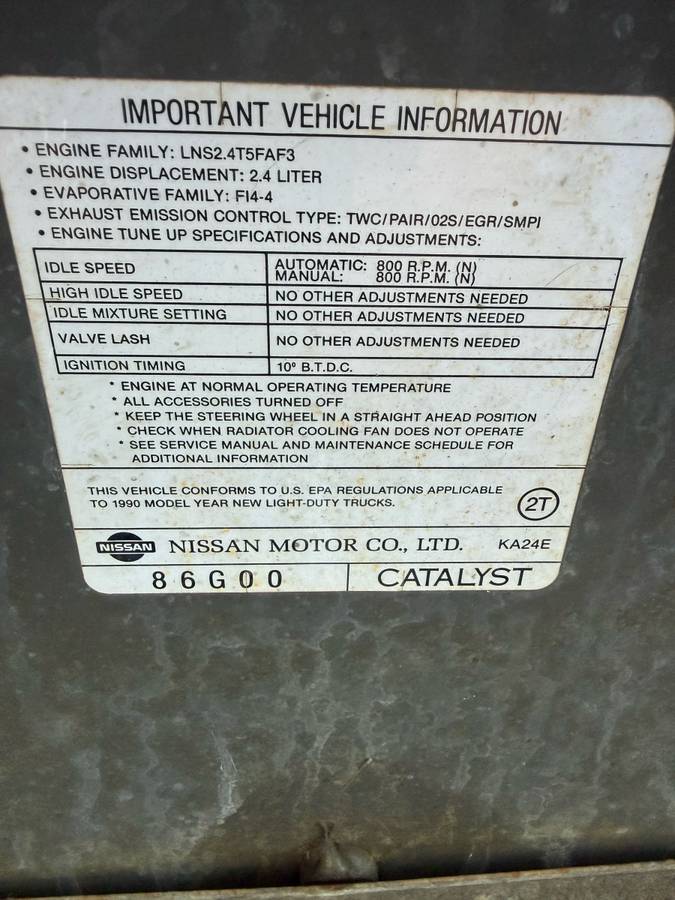 IMPORTANT VEHICLE INFORMATION
• ENGINE FAMILY: LNS2.4T5FAF3
• ENGINE DISPLACEMENT: 2.4 LITER
• EVAPORATIVE FAMILY: FI4-4
• EXHAUST EMISSION CONTROL TYPE: TWC/PAIR/02S/EGR/SMPI
• ENGINE TUNE UP SPECIFICATIONS AND ADJUSTMENTS:
IDLE SPEED AUTOMATIC: 800 R.P.M. (N)
MANUAL: 800 R.P.M. (N)
HIGH IDLE SPEED NO OTHER ADJUSTMENTS NEEDED
IDLE MIXTURE SETTING NO OTHER ADJUSTMENTS NEEDED
VALVE LASH NO OTHER ADJUSTMENTS NEEDED
IGNITION TIMING 10° B.T.D.C.
* ENGINE AT NORMAL OPERATING TEMPERATURE
* ALL ACCESSORIES TURNED OFF
* KEEP THE STEERING WHEEL IN A STRAIGHT AHEAD POSITION
* CHECK WHEN RADIATOR COOLING FAN DOES NOT OPERATE
* SEE SERVICE MANUAL AND MAINTENANCE SCHEDULE FOR
ADDITIONAL INFORMATION
THIS VEHICLE CONFORMS TO U.S. EPA REGULATIONS APPLICABLE
TO 1990 MODEL YEAR NEW LIGHT-DUTY TRUCKS.
2T
NISSAN NISSAN MOTOR CO., LTD. KA24E
86G00 CATALYST